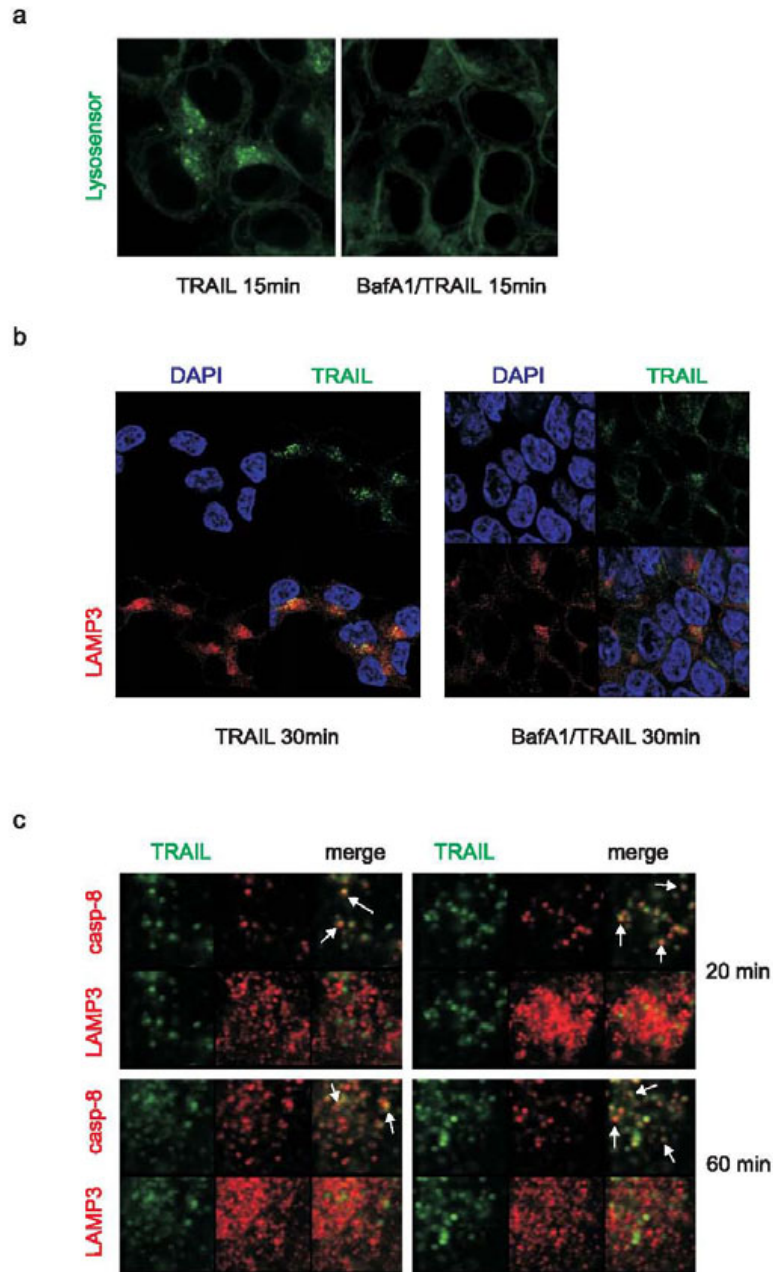 a
Lysosensor
TRAIL 15min BafA1/TRAIL 15min
b
DAPI TRAIL DAPI TRAIL
LAMP3
TRAIL 30min BafA1/TRAIL 30min
c
TRAIL merge TRAIL merge
casp-8
20 min
LAMP3
casp-8
60 min
LAMP3